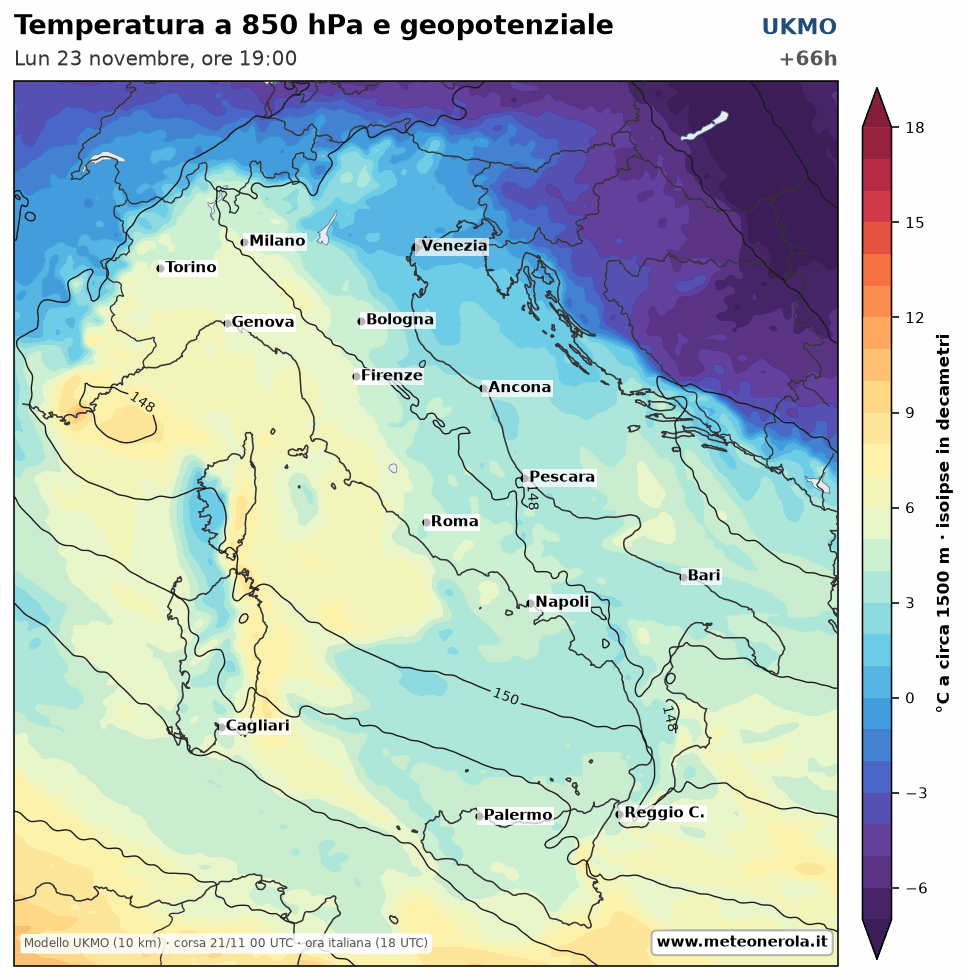 Temperatura a 850 hPa e geopotenziale
UKMO
Lun 23 novembre, ore 19:00
+66h
18
15
12
9
6
3
0
−3
−6
°C a circa 1500 m · isoipse in decametri
Milano
Venezia
Torino
Genova
Bologna
Firenze
Ancona
148
Pescara
148
Roma
Bari
Napoli
150
148
Cagliari
Palermo
Reggio C.
Modello UKMO (10 km) · corsa 21/11 00 UTC · ora italiana (18 UTC)
www.meteonerola.it